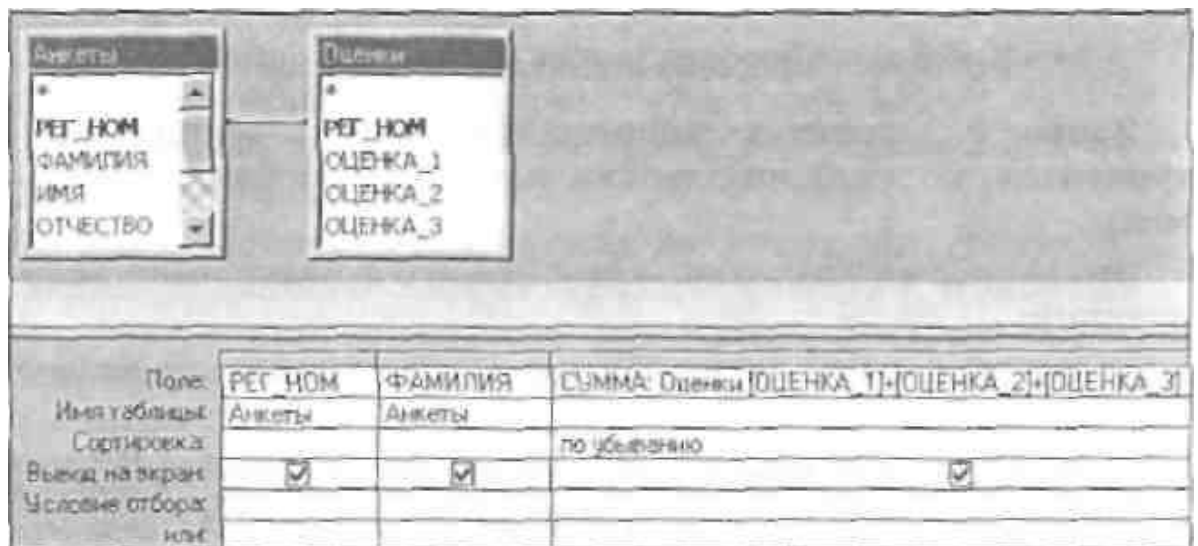 Анкеты
*
РЕГ_НОМ
ФАМИЛИЯ
ИМЯ
ОТЧЕСТВО
Оценки
*
РЕГ_НОМ
ОЦЕНКА_1
ОЦЕНКА_2
ОЦЕНКА_3
Поле: РЕГ_НОМ ФАМИЛИЯ СУММА: Оценки![ОЦЕНКА_1]+[ОЦЕНКА_2]+[ОЦЕНКА_3]
Имя таблицы: Анкеты Анкеты
Сортировка: по убыванию
Вывод на экран:
Условие отбора:
или: